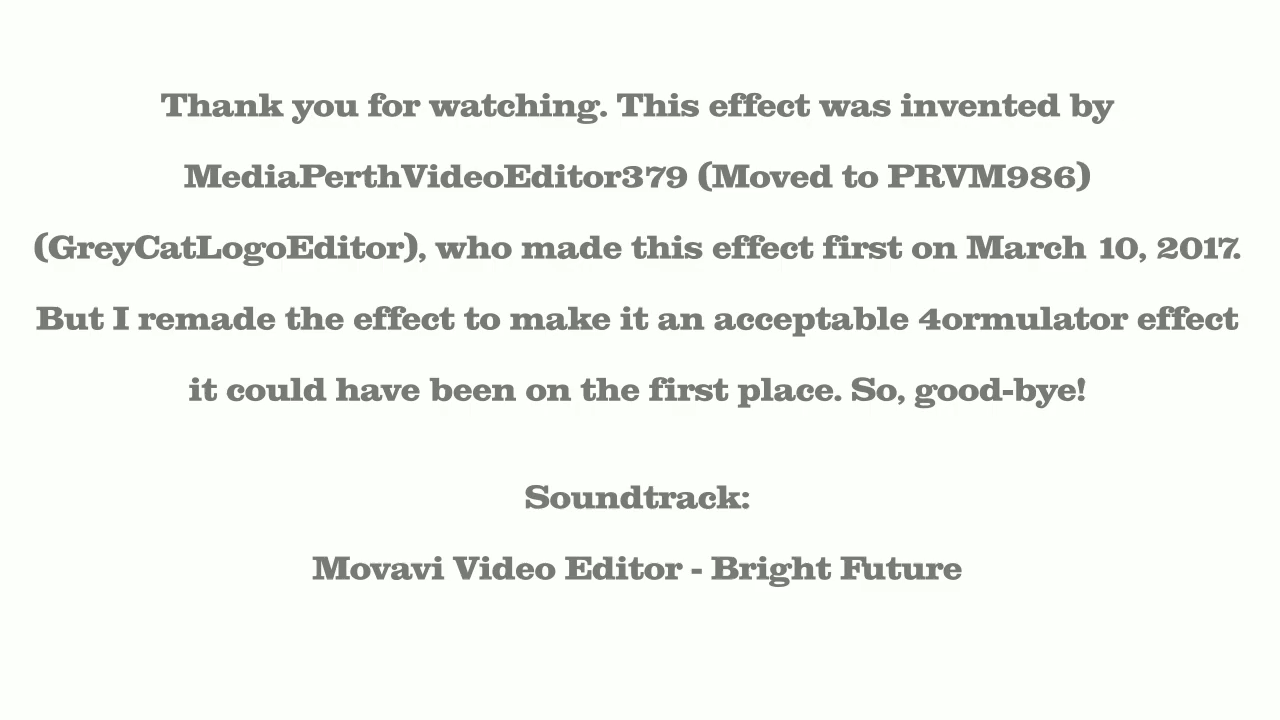 Thank you for watching. This effect was invented by
MediaPerthVideoEditor379 (Moved to PRVM986)
(GreyCatLogoEditor), who made this effect first on March 10, 2017.
But I remade the effect to make it an acceptable 4ormulator effect
it could have been on the first place. So, good-bye!
Soundtrack:
Movavi Video Editor - Bright Future